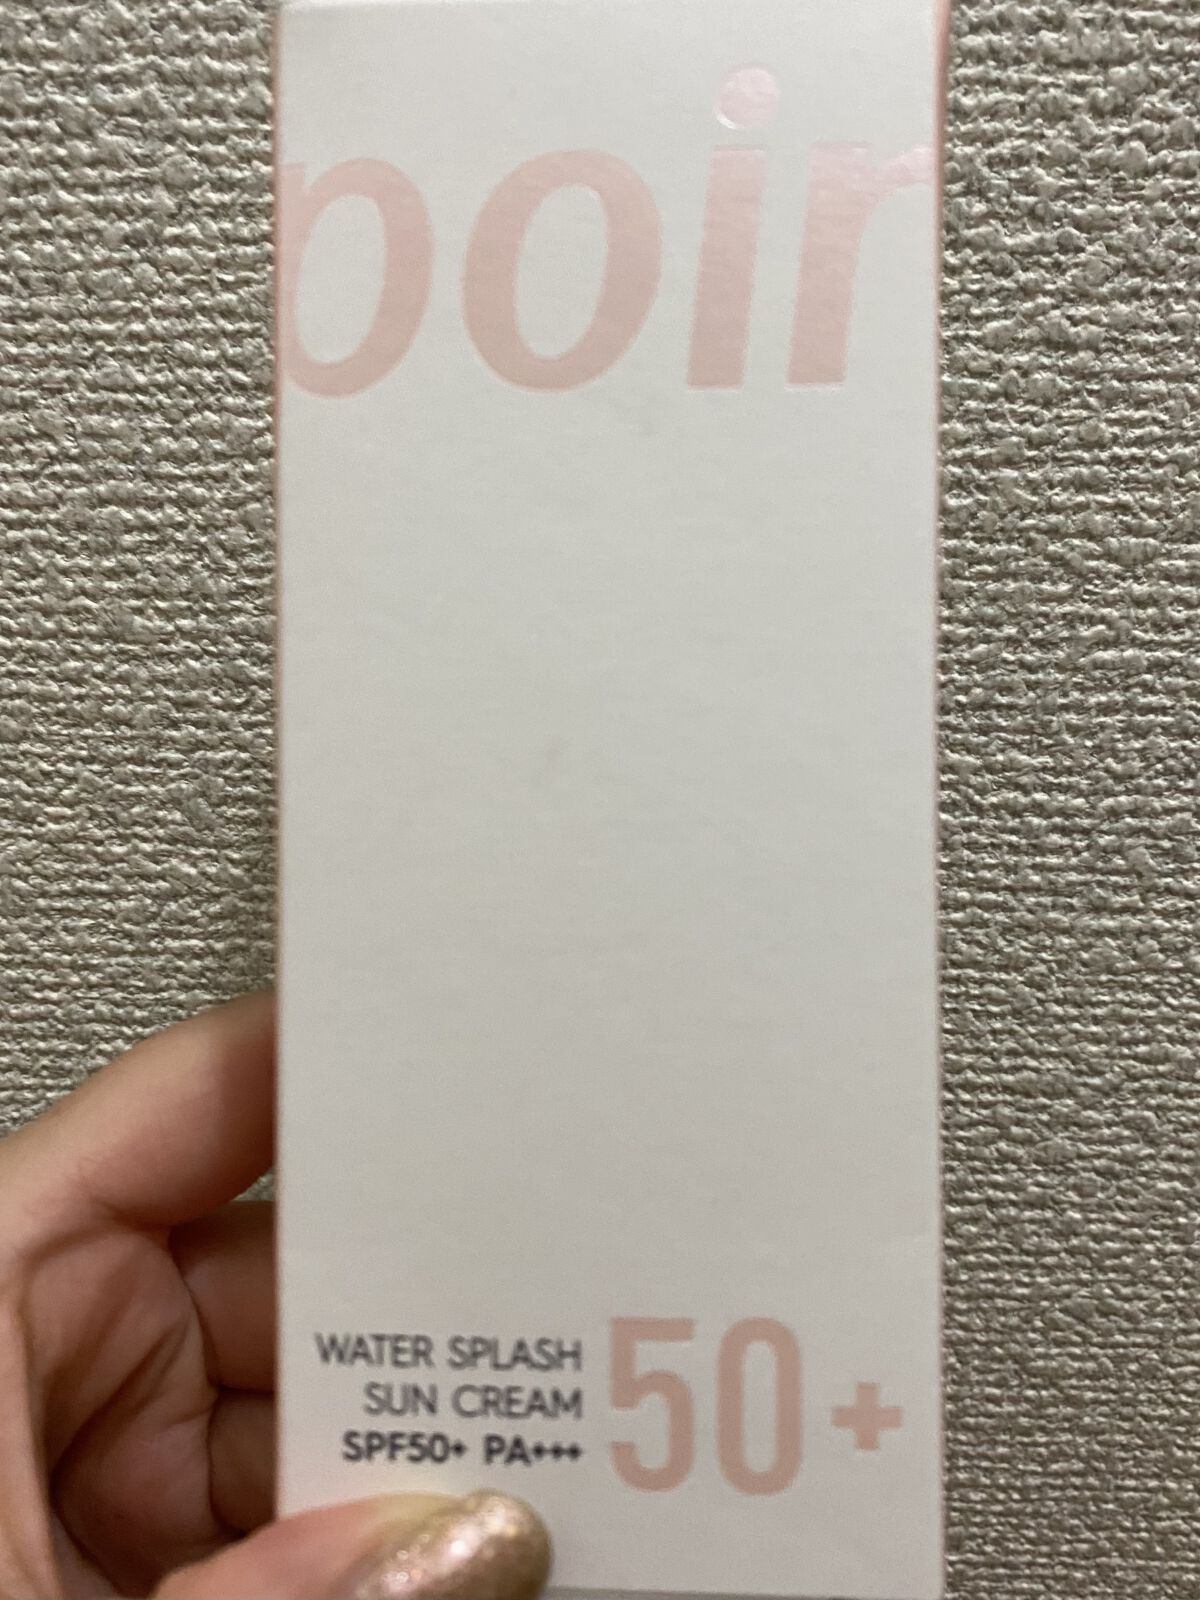 poir
WATER SPLASH
SUN CREAM
SPF50+ PA+++
50+